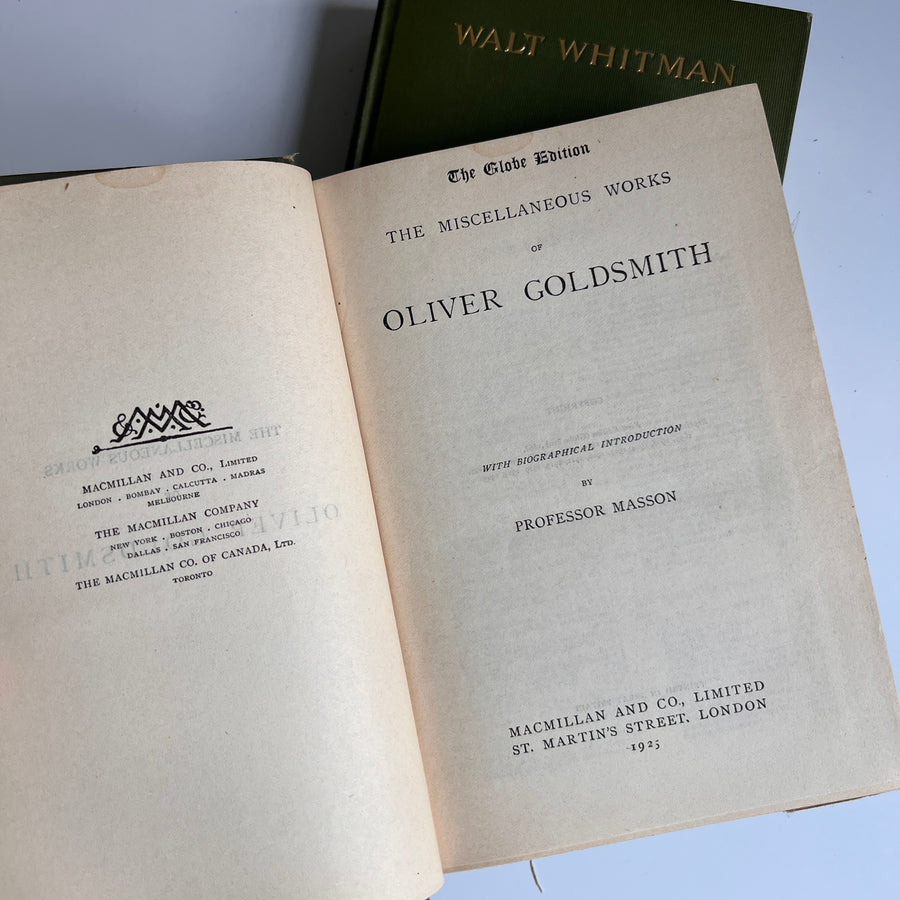 WALT WHITMAN
MACMILLAN AND CO., LIMITED
LONDON . BOMBAY . CALCUTTA . MADRAS
MELBOURNE
THE MACMILLAN COMPANY
NEW YORK . BOSTON . CHICAGO
DALLAS . SAN FRANCISCO
THE MACMILLAN CO. OF CANADA, LTD.
TORONTO
The Globe Edition
THE MISCELLANEOUS WORKS
OF
OLIVER GOLDSMITH
WITH BIOGRAPHICAL INTRODUCTION
BY
PROFESSOR MASSON
MACMILLAN AND CO., LIMITED
ST. MARTIN'S STREET, LONDON
1925